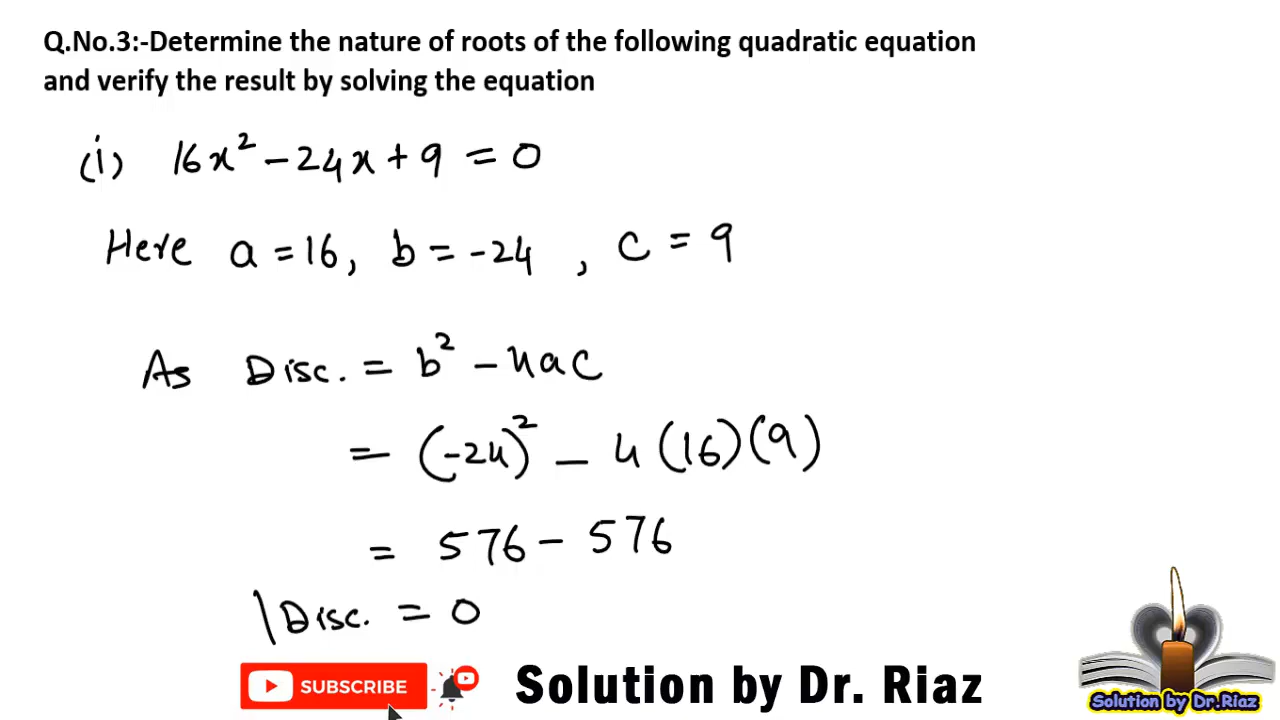 Q.No.3:-Determine the nature of roots of the following quadratic equation
and verify the result by solving the equation
(i) 16x² - 24x + 9 = 0
Here a = 16, b = -24 , c = 9
As Disc. = b² - 4ac
= (-24)² - 4(16)(9)
= 576 - 576
Disc. = 0
SUBSCRIBE
Solution by Dr. Riaz
Solution by Dr.Riaz